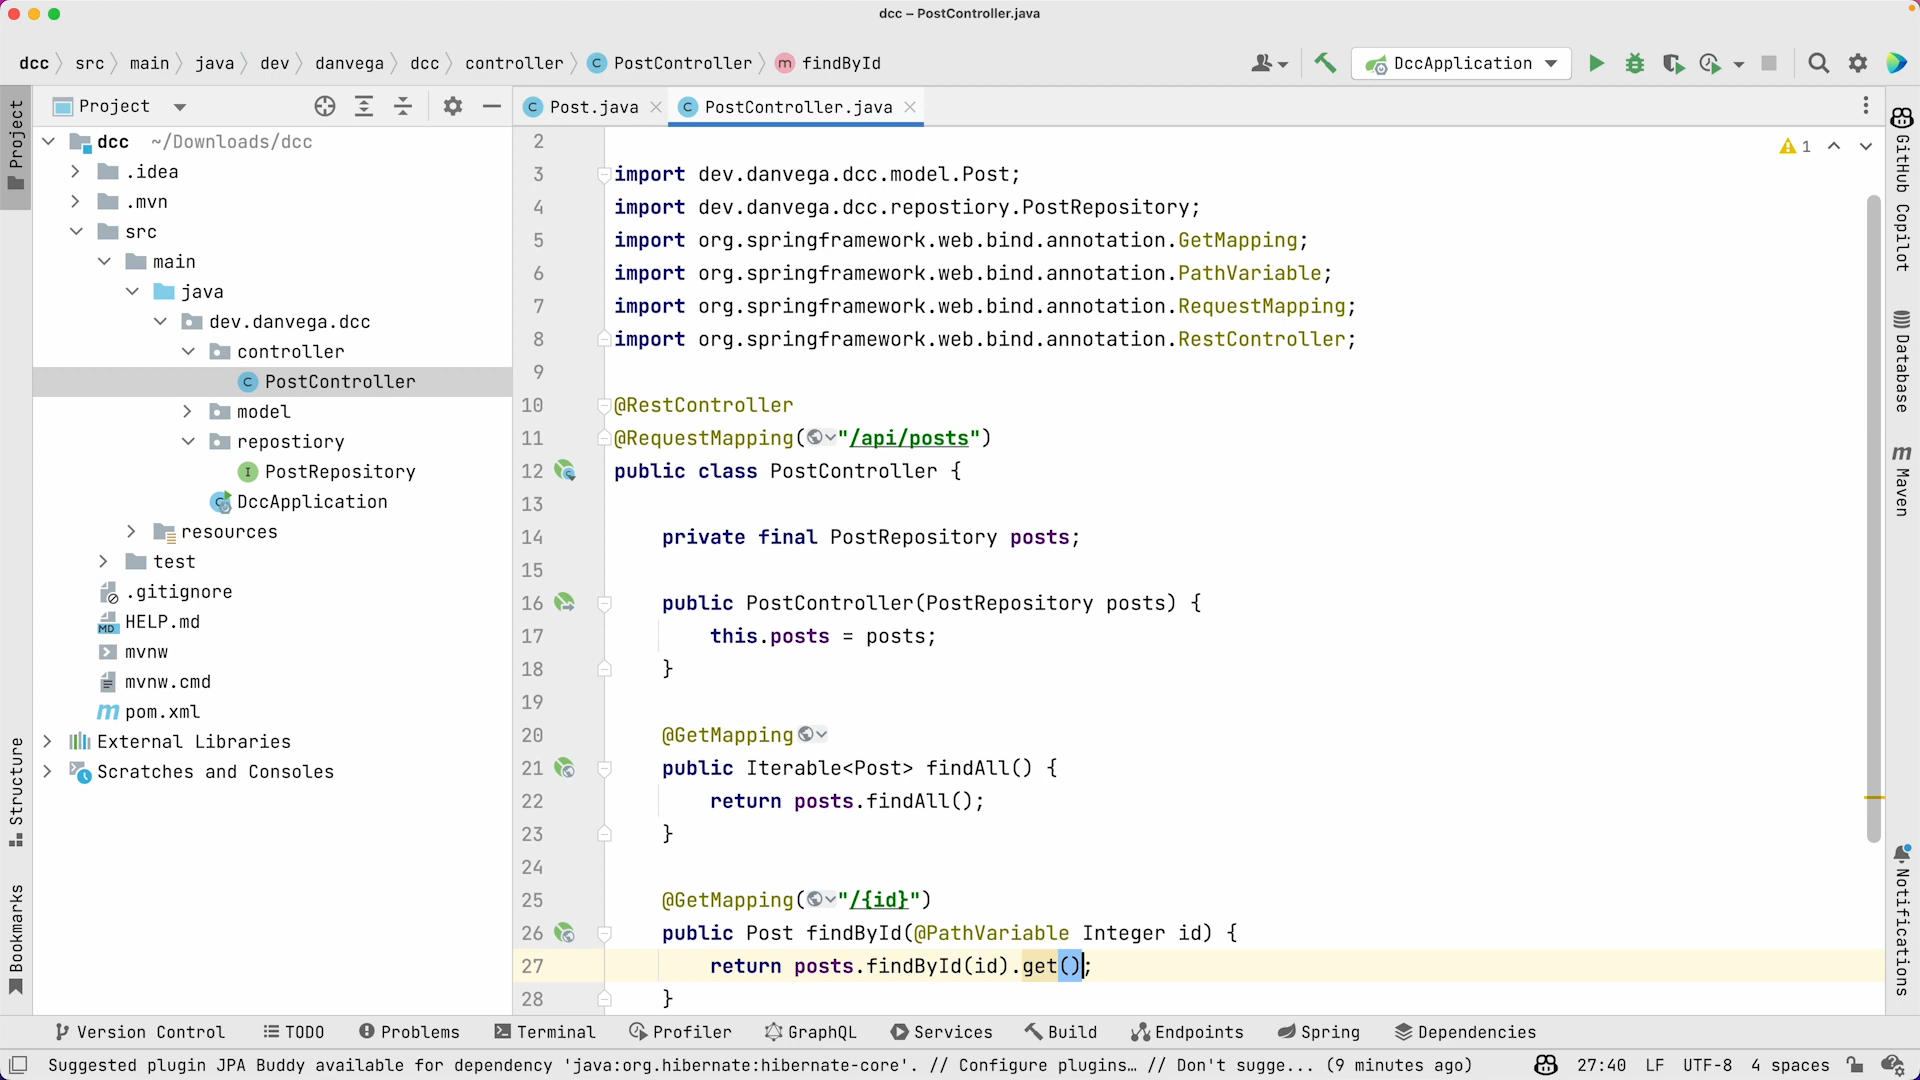 dcc – PostController.java
dcc src main java dev danvega dcc controller C PostController m findById
DccApplication
Project
C Post.java C PostController.java
Project
dcc ~/Downloads/dcc
.idea
.mvn
src
main
java
dev.danvega.dcc
controller
C PostController
model
repostiory
I PostRepository
DccApplication
resources
test
.gitignore
MD HELP.md
mvnw
mvnw.cmd
m pom.xml
External Libraries
Scratches and Consoles
Structure
Bookmarks
1
2
3 import dev.danvega.dcc.model.Post;
4 import dev.danvega.dcc.repostiory.PostRepository;
5 import org.springframework.web.bind.annotation.GetMapping;
6 import org.springframework.web.bind.annotation.PathVariable;
7 import org.springframework.web.bind.annotation.RequestMapping;
8 import org.springframework.web.bind.annotation.RestController;
9
10 @RestController
11 @RequestMapping("/api/posts")
12 public class PostController {
13
14 private final PostRepository posts;
15
16 public PostController(PostRepository posts) {
17 this.posts = posts;
18 }
19
20 @GetMapping
21 public Iterable<Post> findAll() {
22 return posts.findAll();
23 }
24
25 @GetMapping("/{id}")
26 public Post findById(@PathVariable Integer id) {
27 return posts.findById(id).get();
28 }
GitHub Copilot
Database
m Maven
Notifications
Version Control TODO Problems Terminal Profiler GraphQL Services Build Endpoints Spring Dependencies
Suggested plugin JPA Buddy available for dependency 'java:org.hibernate:hibernate-core'. // Configure plugins… // Don't sugge... (9 minutes ago) 27:40 LF UTF-8 4 spaces